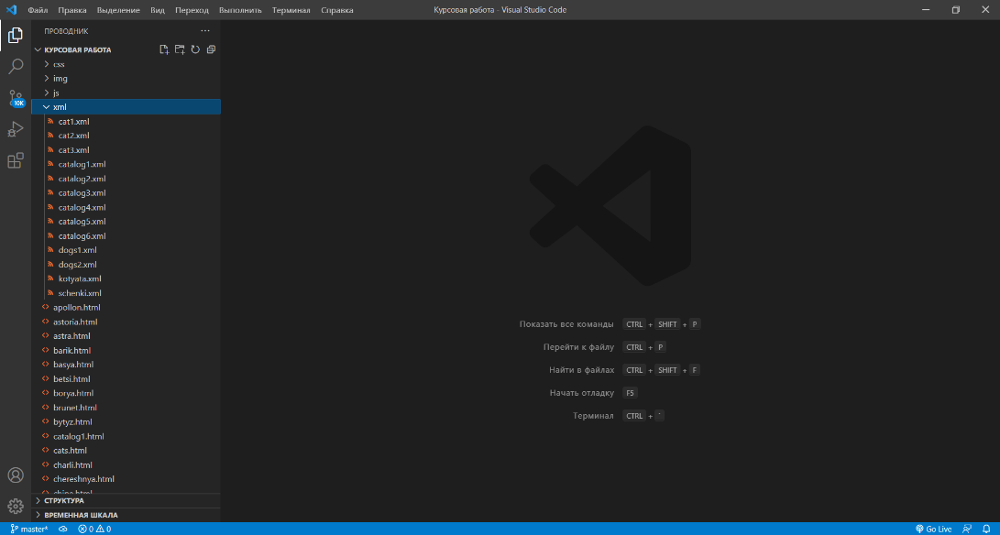 Файл Правка Выделение Вид Переход Выполнить Терминал Справка
Курсовая работа - Visual Studio Code
ПРОВОДНИК
КУРСОВАЯ РАБОТА
css
img
js
xml
cat1.xml
cat2.xml
cat3.xml
catalog1.xml
catalog2.xml
catalog3.xml
catalog4.xml
catalog5.xml
catalog6.xml
dogs1.xml
dogs2.xml
kotyata.xml
schenki.xml
apollon.html
astoria.html
astra.html
barik.html
basya.html
betsi.html
borya.html
brunet.html
bytyz.html
catalog1.html
cats.html
charli.html
chereshnya.html
СТРУКТУРА
ВРЕМЕННАЯ ШКАЛА
10K
Показать все команды CTRL + SHIFT + P
Перейти к файлу CTRL + P
Найти в файлах CTRL + SHIFT + F
Начать отладку F5
Терминал CTRL + `
master* 0 0 Go Live